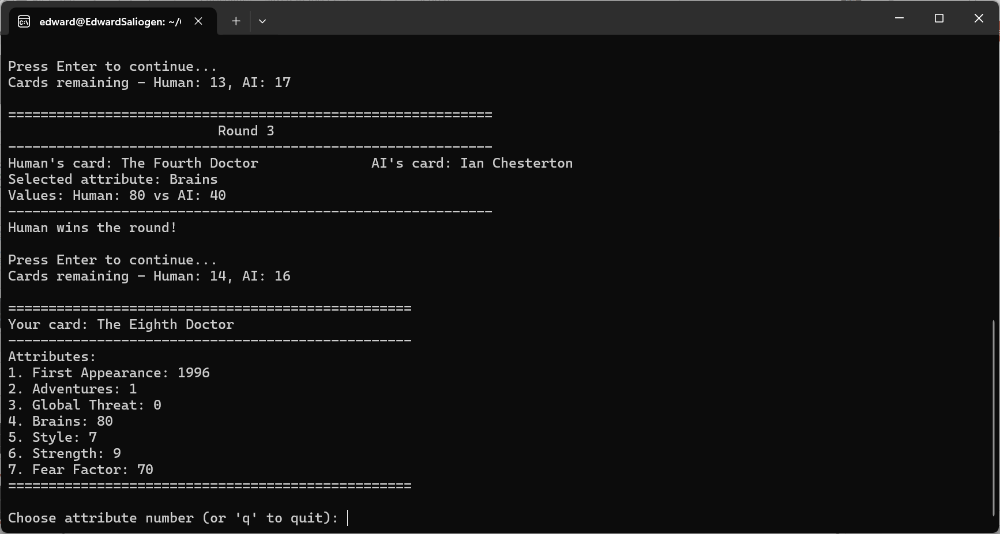 edward@EdwardSaliogen: ~/
Press Enter to continue...
Cards remaining - Human: 13, AI: 17
============================================================
Round 3
------------------------------------------------------------
Human's card: The Fourth Doctor              AI's card: Ian Chesterton
Selected attribute: Brains
Values: Human: 80 vs AI: 40
------------------------------------------------------------
Human wins the round!
Press Enter to continue...
Cards remaining - Human: 14, AI: 16
==================================================
Your card: The Eighth Doctor
--------------------------------------------------
Attributes:
1. First Appearance: 1996
2. Adventures: 1
3. Global Threat: 0
4. Brains: 80
5. Style: 7
6. Strength: 9
7. Fear Factor: 70
==================================================
Choose attribute number (or 'q' to quit):